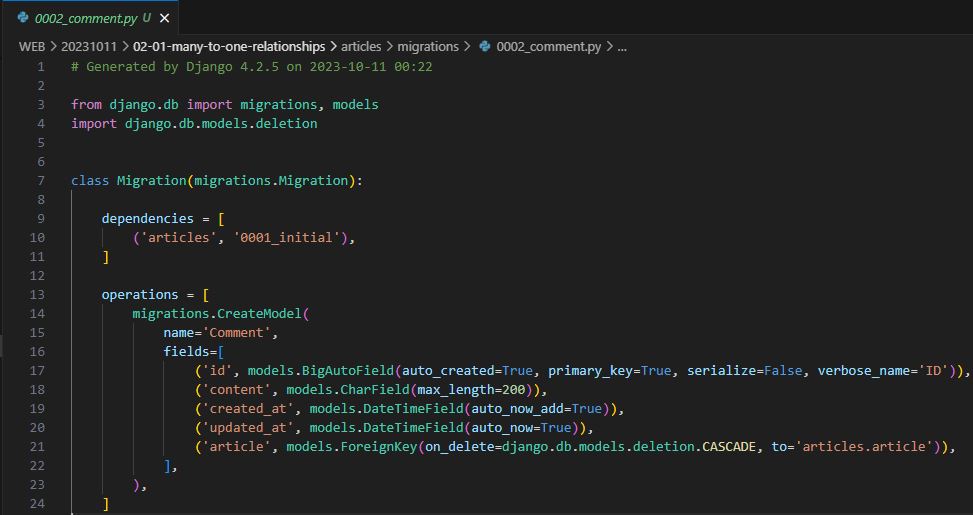 0002_comment.py U ×
WEB > 20231011 > 02-01-many-to-one-relationships > articles > migrations > 0002_comment.py > ...
1 # Generated by Django 4.2.5 on 2023-10-11 00:22
2
3 from django.db import migrations, models
4 import django.db.models.deletion
5
6
7 class Migration(migrations.Migration):
8
9     dependencies = [
10         ('articles', '0001_initial'),
11     ]
12
13     operations = [
14         migrations.CreateModel(
15             name='Comment',
16             fields=[
17                 ('id', models.BigAutoField(auto_created=True, primary_key=True, serialize=False, verbose_name='ID')),
18                 ('content', models.CharField(max_length=200)),
19                 ('created_at', models.DateTimeField(auto_now_add=True)),
20                 ('updated_at', models.DateTimeField(auto_now=True)),
21                 ('article', models.ForeignKey(on_delete=django.db.models.deletion.CASCADE, to='articles.article')),
22             ],
23         ),
24     ]